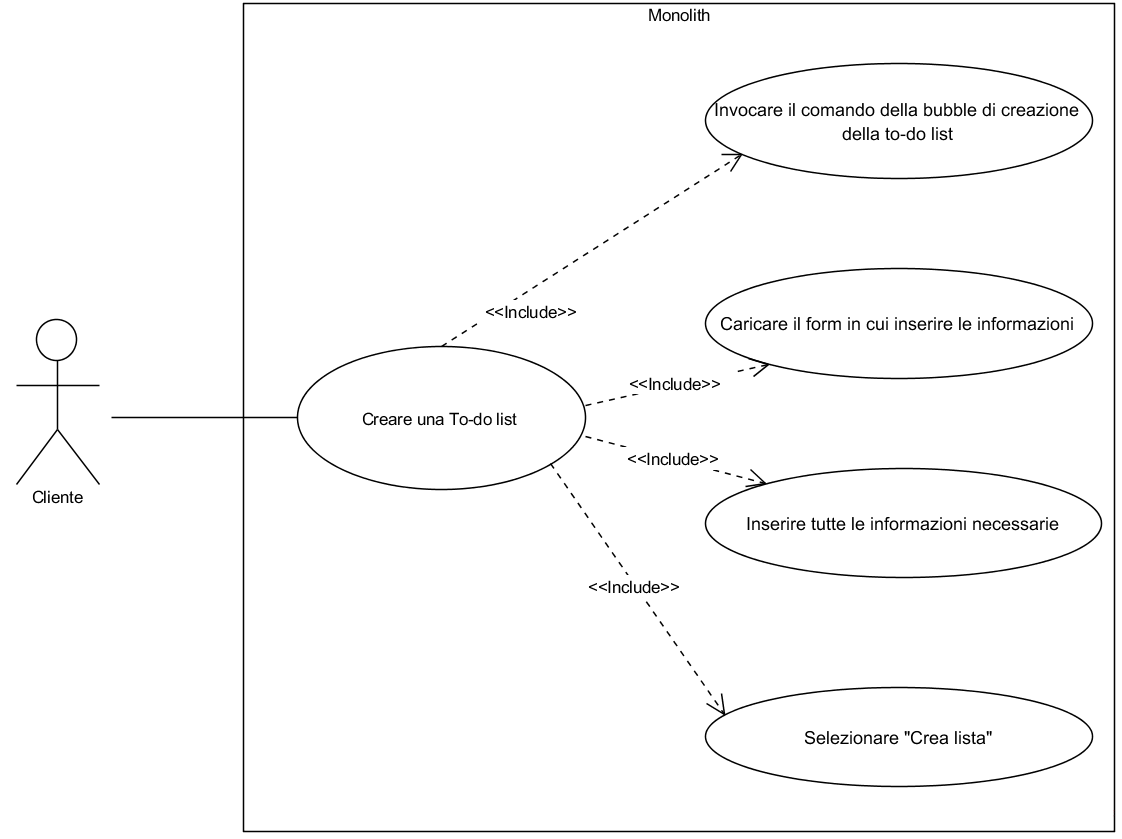 Monolith
Invocare il comando della bubble di creazione
della to-do list
<<Include>>
Caricare il form in cui inserire le informazioni
<<Include>>
Creare una To-do list
<<Include>>
Cliente
Inserire tutte le informazioni necessarie
<<Include>>
Selezionare "Crea lista"